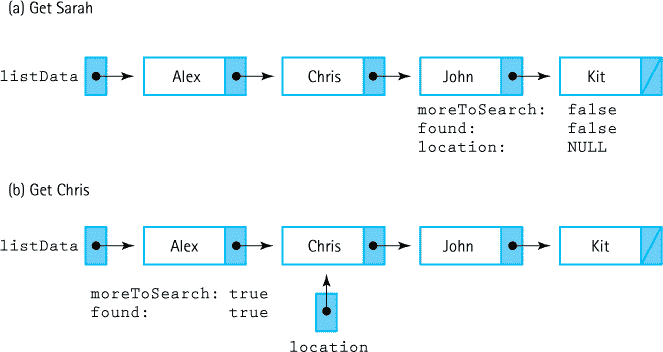 (a) Get Sarah
listData Alex Chris John Kit
moreToSearch: false
found: false
location: NULL
(b) Get Chris
listData Alex Chris John Kit
moreToSearch: true
found: true
location